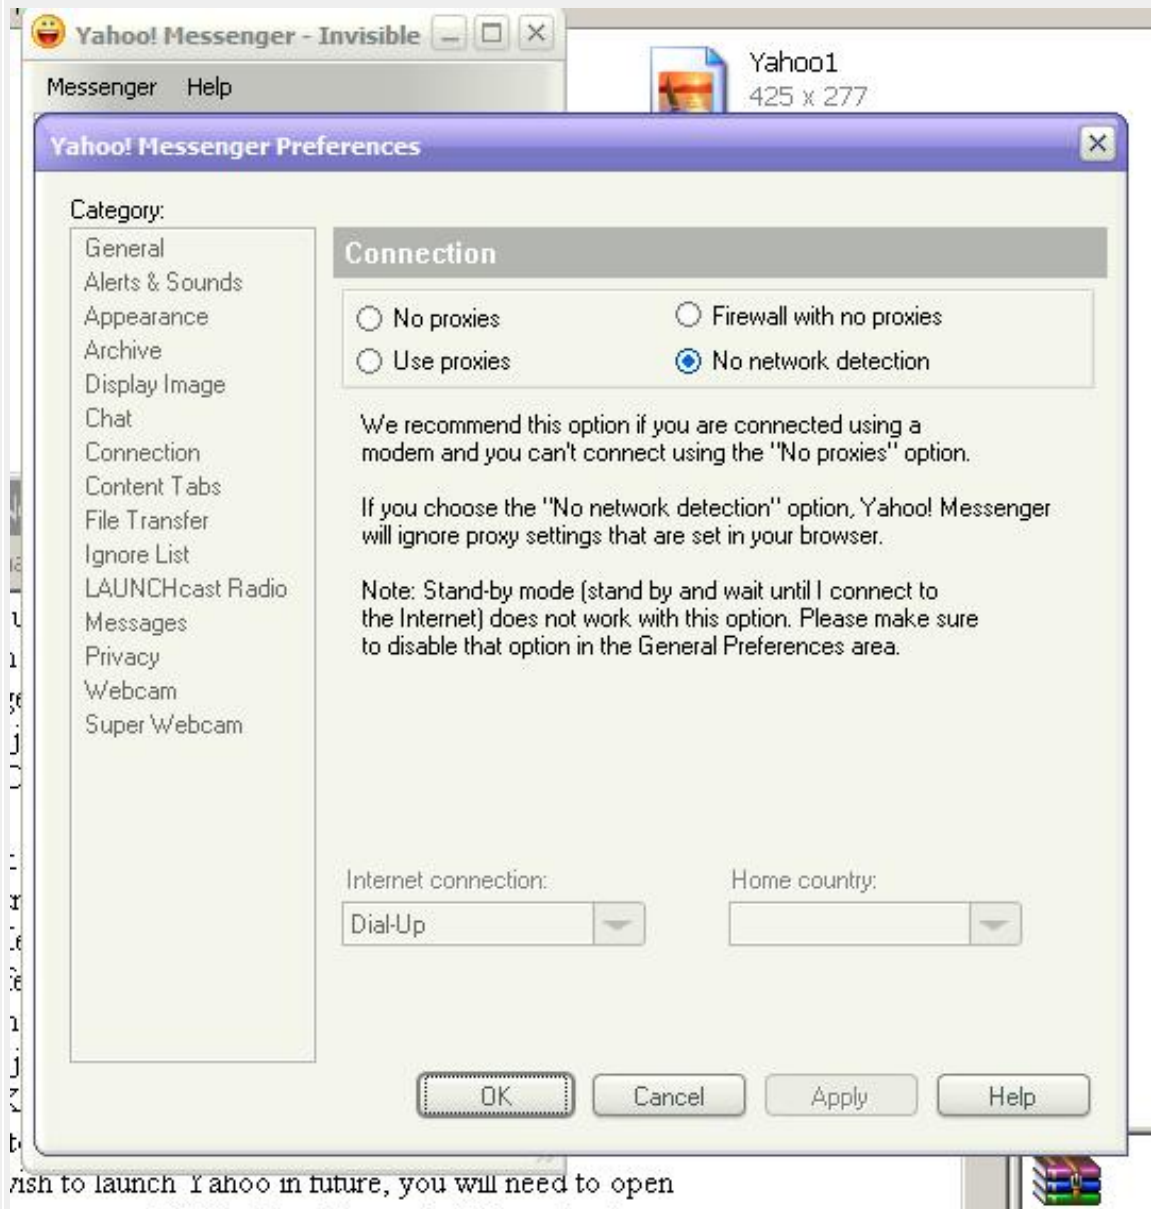 Yahoo! Messenger - Invisible
Messenger Help
Yahoo1
425 x 277
Yahoo! Messenger Preferences
Category:
General
Alerts & Sounds
Appearance
Archive
Display Image
Chat
Connection
Content Tabs
File Transfer
Ignore List
LAUNCHcast Radio
Messages
Privacy
Webcam
Super Webcam
Connection
No proxies
Firewall with no proxies
Use proxies
No network detection
We recommend this option if you are connected using a
modem and you can't connect using the "No proxies" option.
If you choose the "No network detection" option, Yahoo! Messenger
will ignore proxy settings that are set in your browser.
Note: Stand-by mode (stand by and wait until I connect to
the Internet) does not work with this option. Please make sure
to disable that option in the General Preferences area.
Internet connection:
Home country:
Dial-Up
OK
Cancel
Apply
Help
to launch Yahoo in future, you will need to open